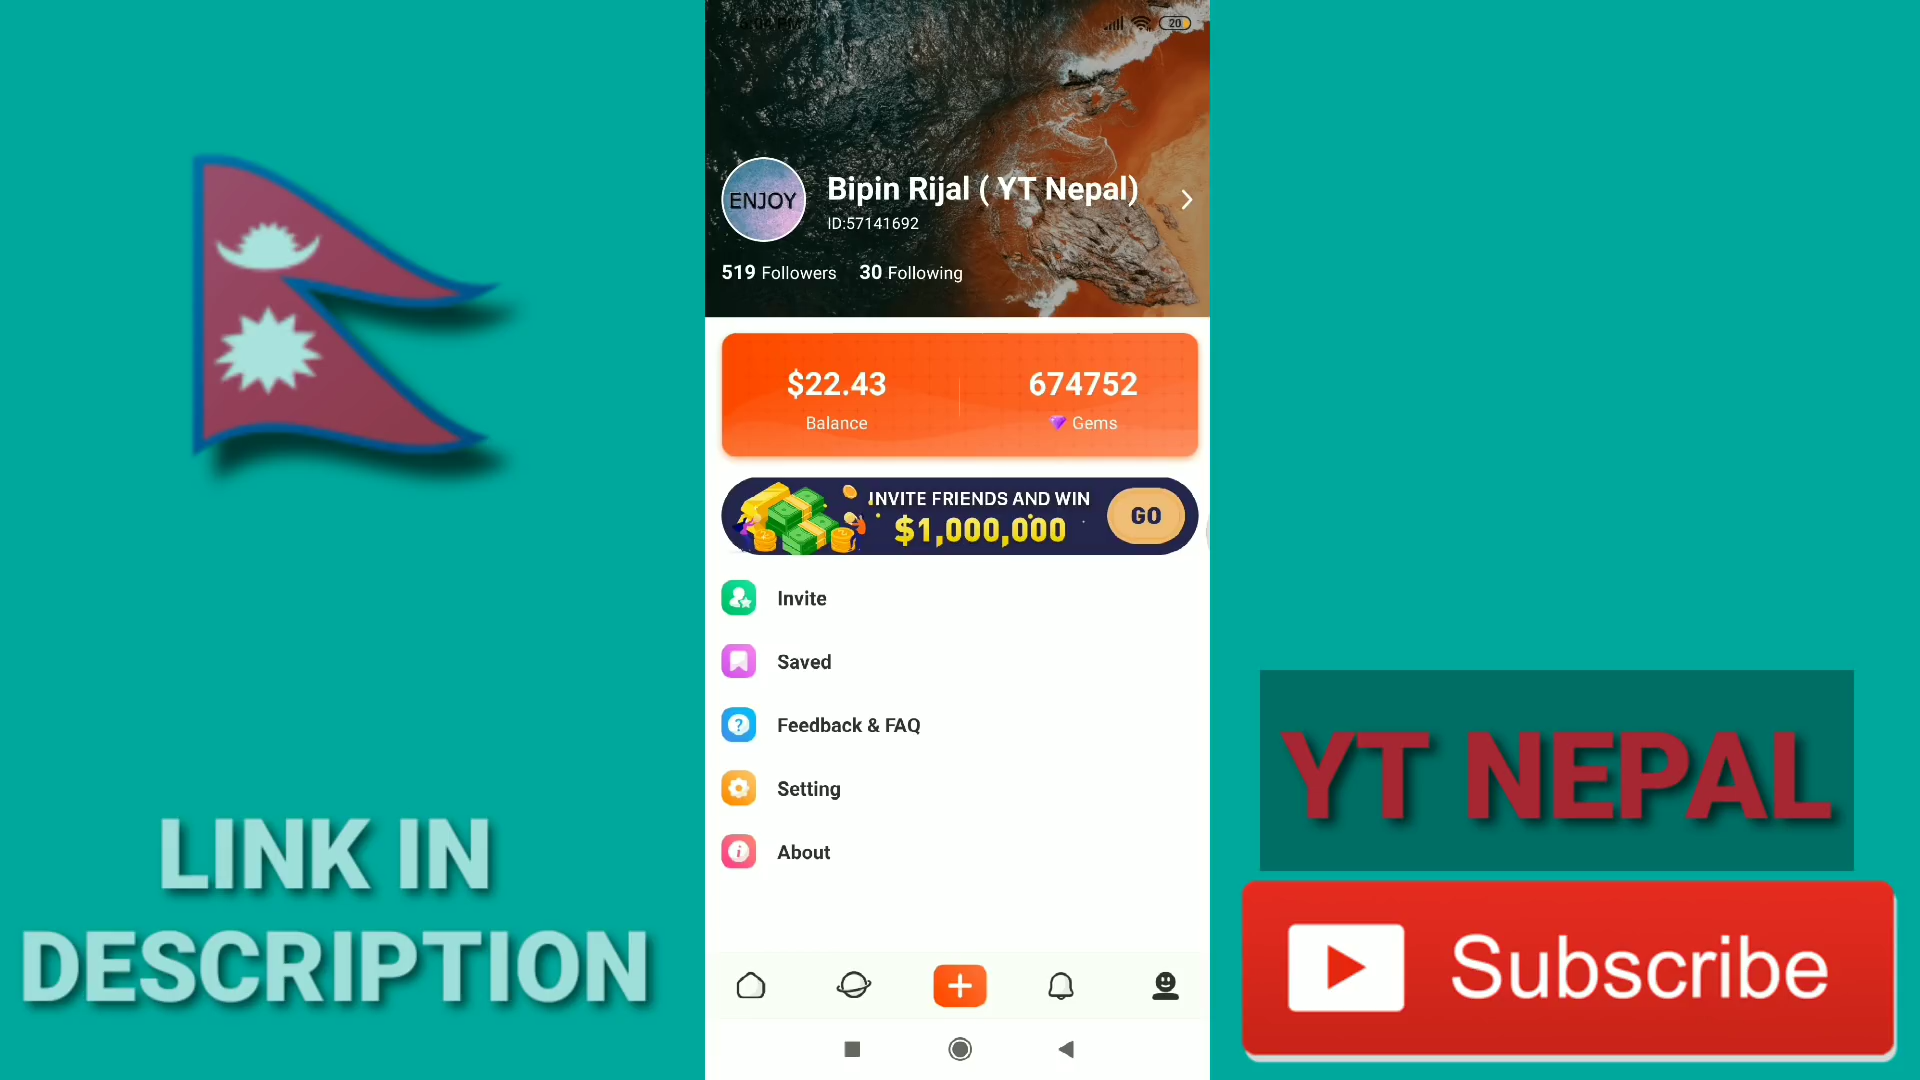 20
ENJOY
Bipin Rijal ( YT Nepal)
ID:57141692
519 Followers 30 Following
$22.43 674752
Balance Gems
INVITE FRIENDS AND WIN
$1,000,000
GO
Invite
Saved
Feedback & FAQ
Setting
About
LINK IN
DESCRIPTION
YT NEPAL
Subscribe